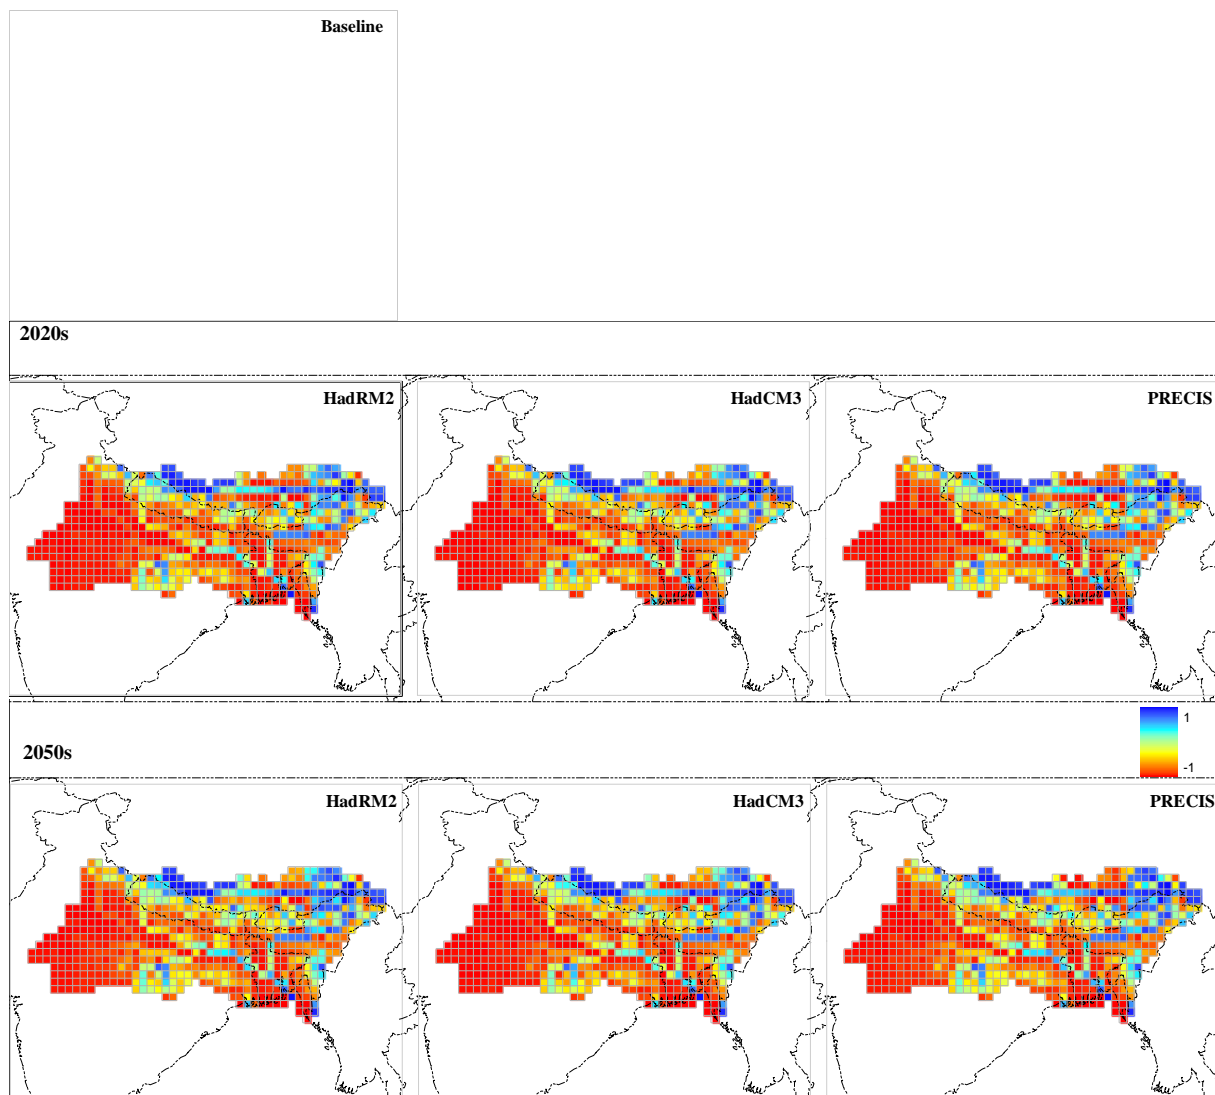 Baseline
2020s
HadRM2
HadCM3
PRECIS
1
-1
2050s
HadRM2
HadCM3
PRECIS